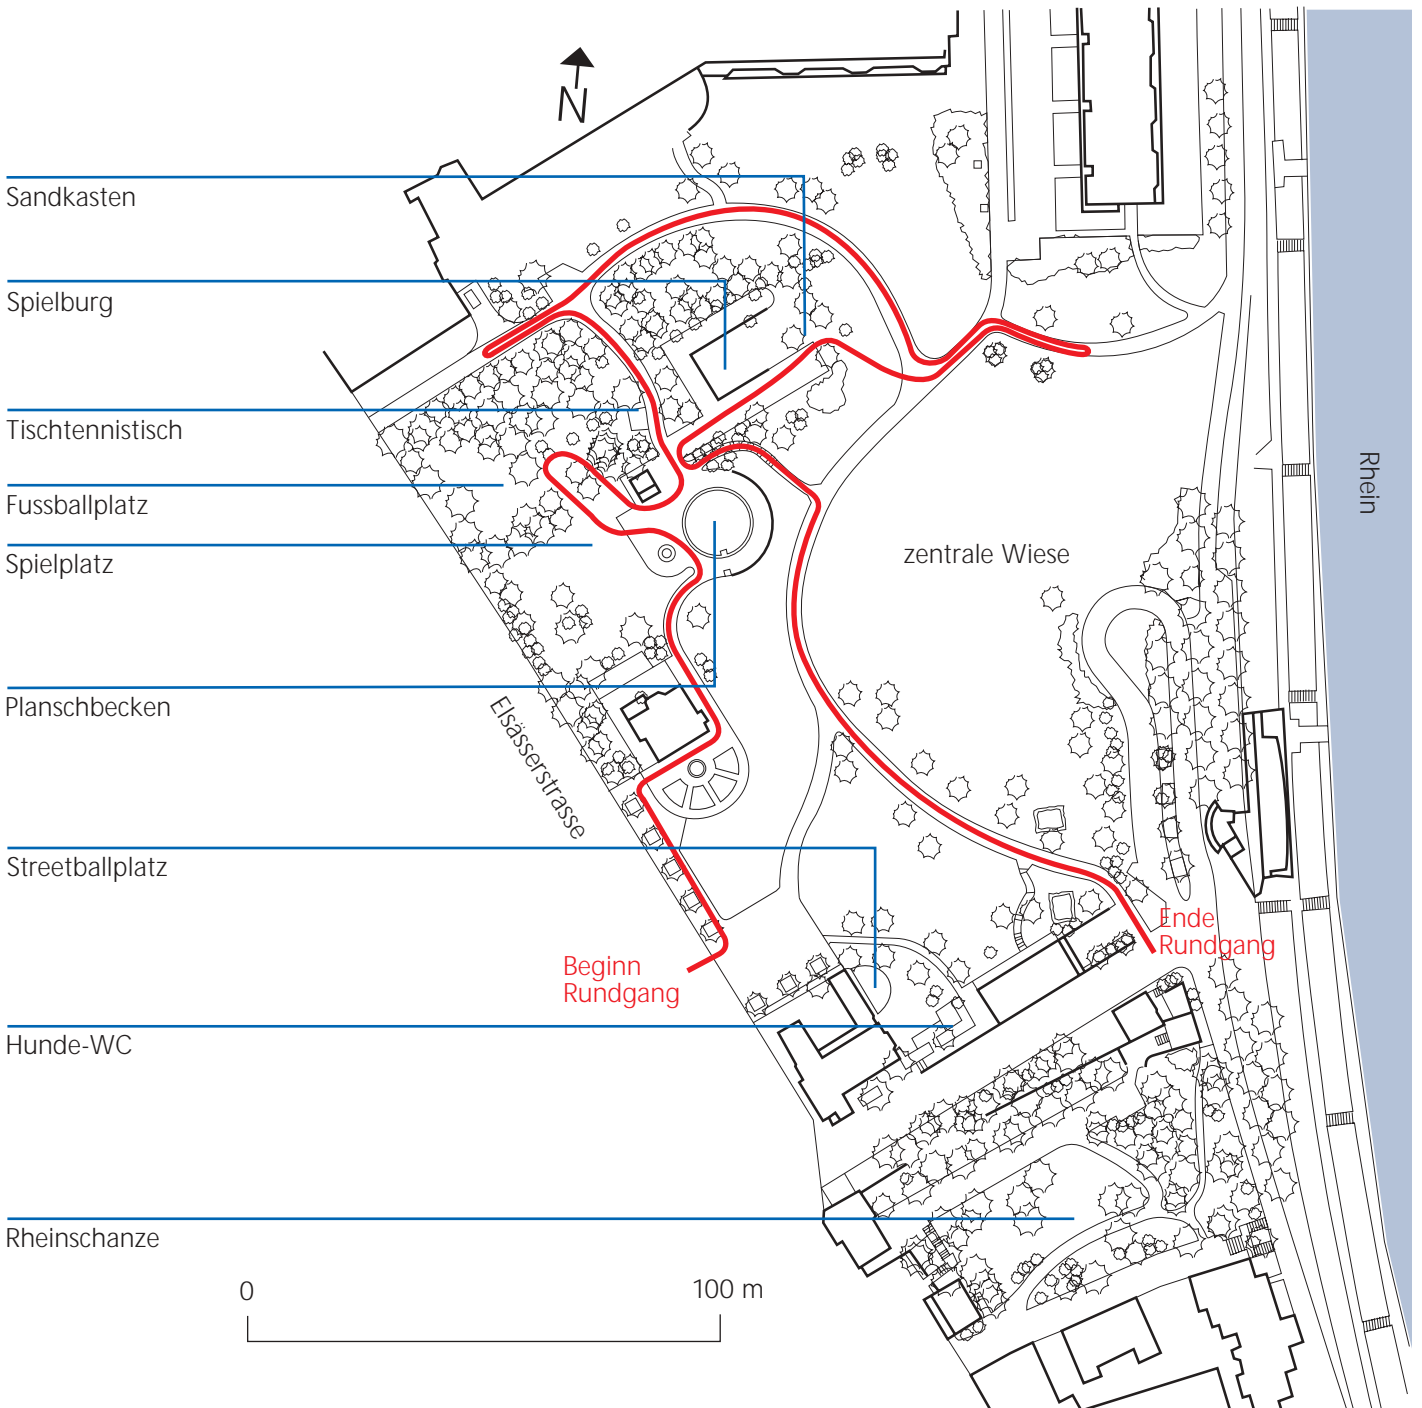 N
Sandkasten
Spielburg
Tischtennistisch
Fussballplatz
Spielplatz
Planschbecken
Streetballplatz
Hunde-WC
Rheinschanze
Rhein
zentrale Wiese
Elsässerstrasse
Beginn
Rundgang
Ende
Rundgang
0
100 m